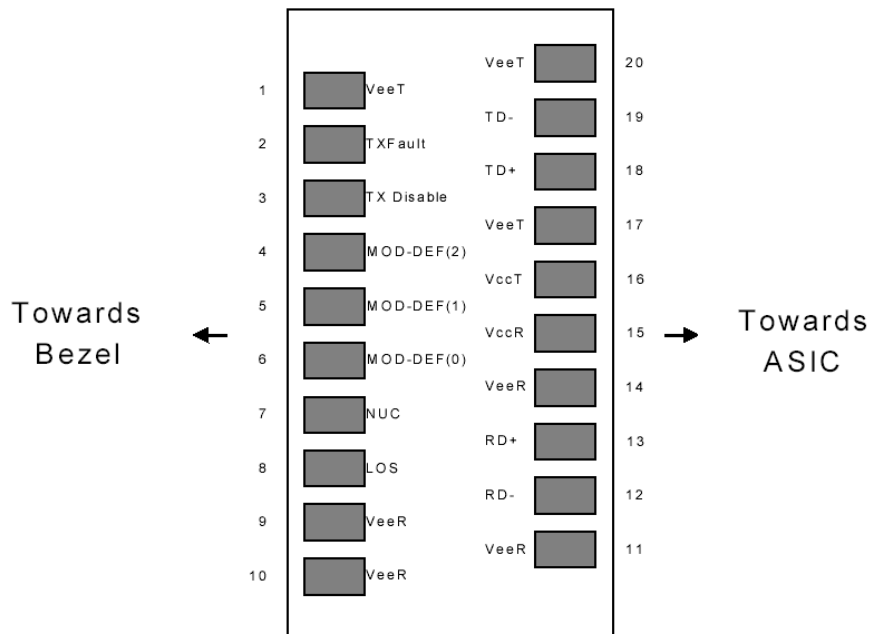 VeeT 20
1 VeeT
TD- 19
2 TXFault
TD+ 18
3 TX Disable
VeeT 17
4 MOD-DEF(2)
VccT 16
5 MOD-DEF(1)
Towards
Bezel
VccR 15
Towards
ASIC
6 MOD-DEF(0)
VeeR 14
7 NUC
RD+ 13
8 LOS
RD- 12
9 VeeR
VeeR 11
10 VeeR